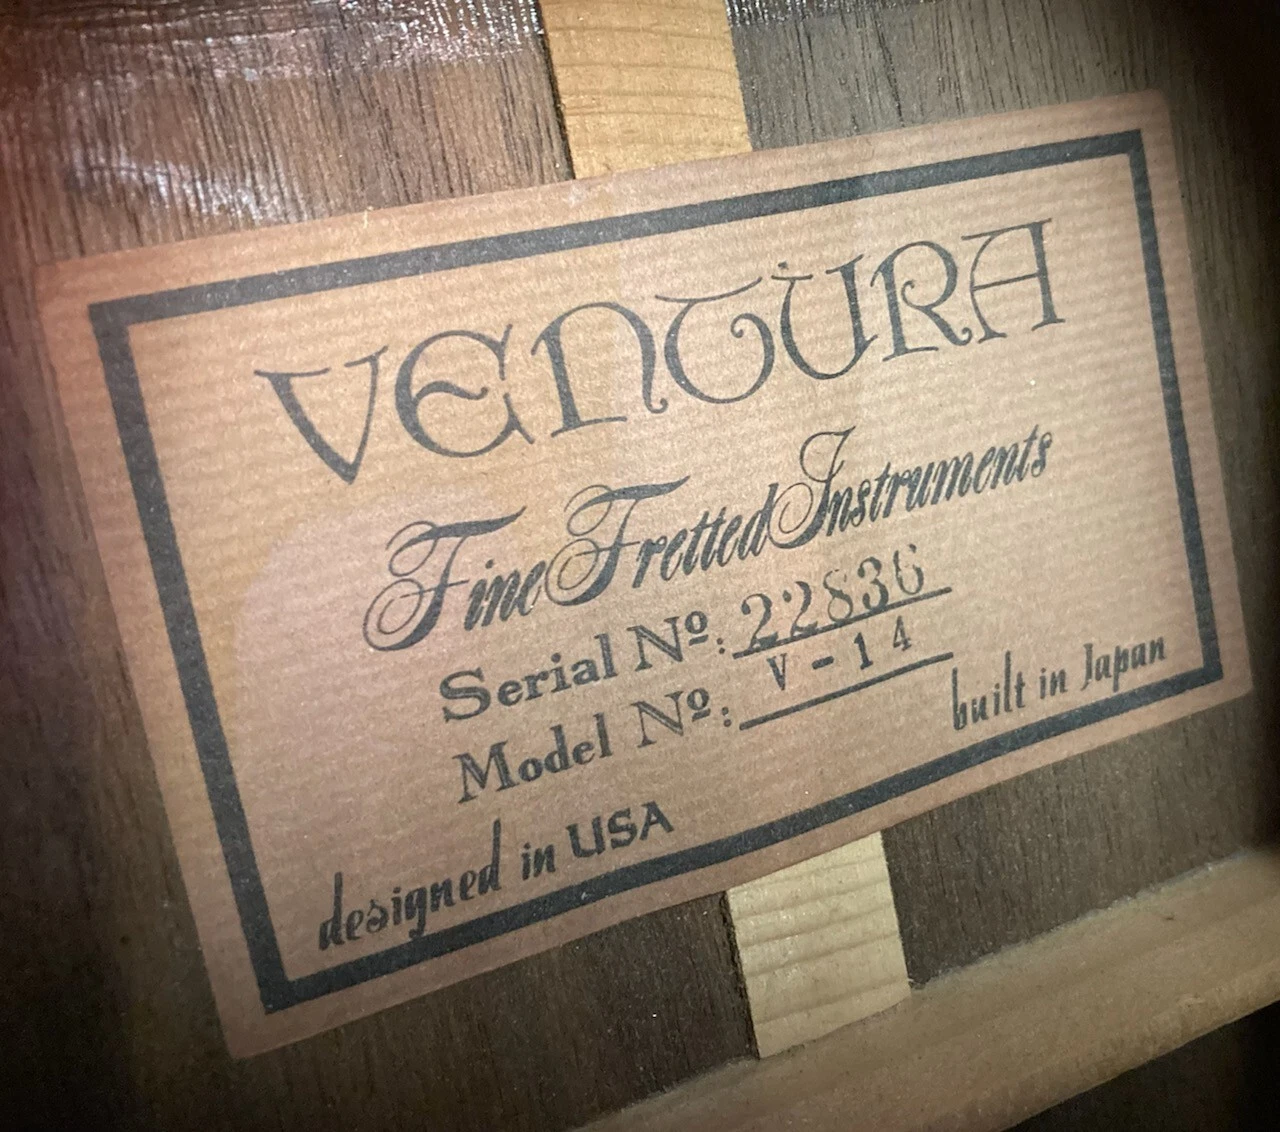 VENTURA
Fine Fretted Instruments
Serial Nº: 22836
Model Nº: V-14
built in Japan
designed in USA